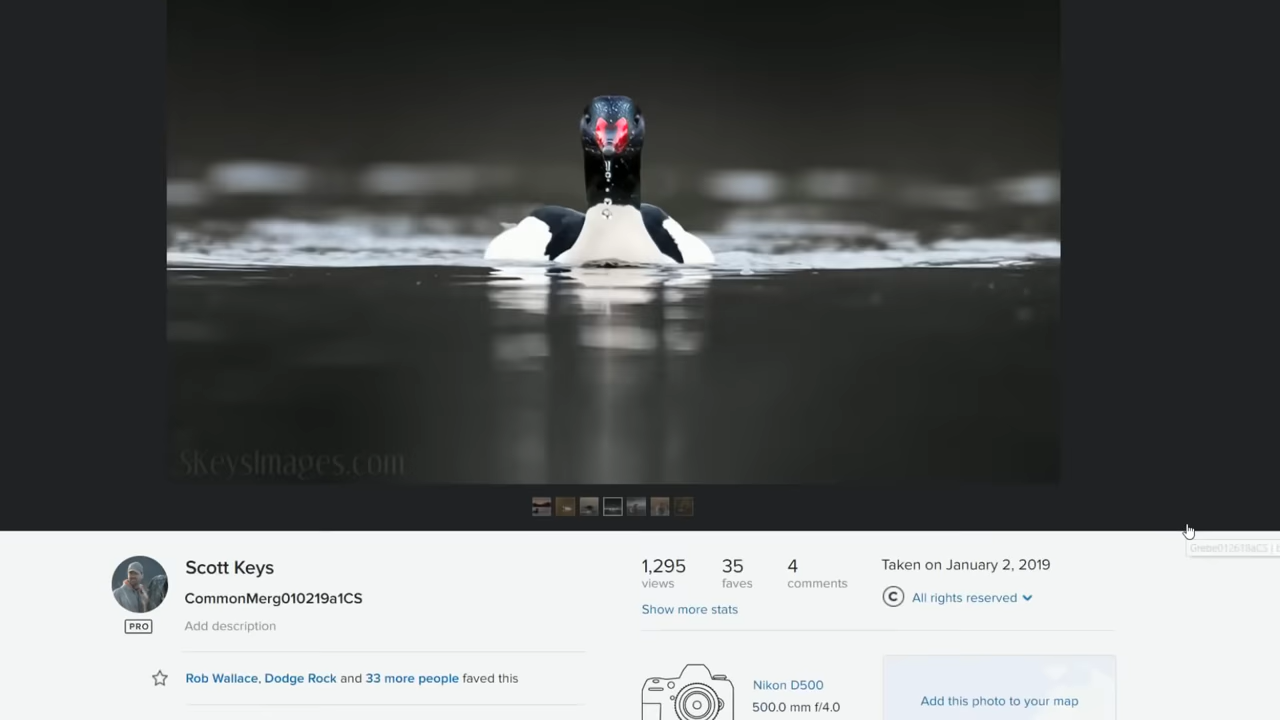 SKeysImages.com
Grebe012618aCS | b
Scott Keys
CommonMerg010219a1CS
PRO
Add description
Rob Wallace, Dodge Rock and 33 more people faved this
1,295 35 4
views faves comments
Show more stats
Taken on January 2, 2019
C All rights reserved
Nikon D500
500.0 mm f/4.0
Add this photo to your map